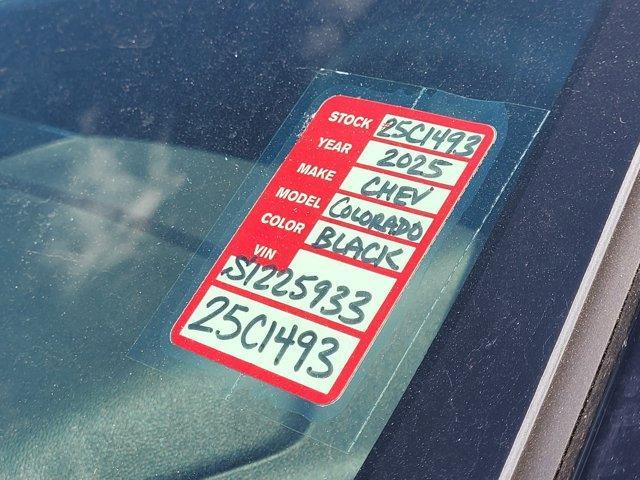 STOCK 25C1493
YEAR 2025
MAKE CHEV
MODEL COLORADO
COLOR BLACK
VIN
S1225933
25C1493